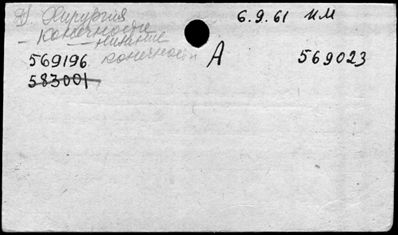 Хирургия 6.9.61 ИМ
– Конечности
– нижние
569196 конечности А 569023
583001